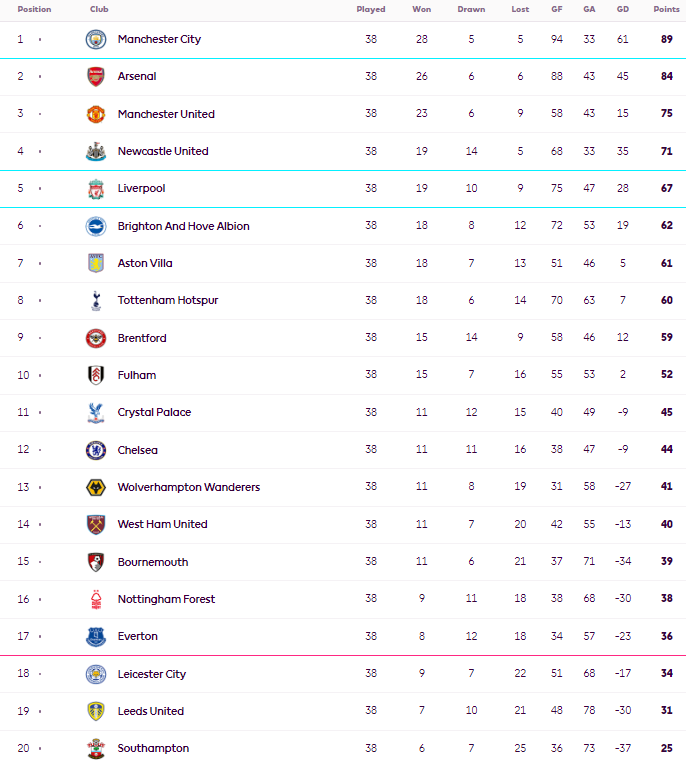 Position Club Played Won Drawn Lost GF GA GD Points
1 Manchester City 38 28 5 5 94 33 61 89
2 Arsenal 38 26 6 6 88 43 45 84
3 Manchester United 38 23 6 9 58 43 15 75
4 Newcastle United 38 19 14 5 68 33 35 71
5 Liverpool 38 19 10 9 75 47 28 67
6 Brighton And Hove Albion 38 18 8 12 72 53 19 62
7 Aston Villa 38 18 7 13 51 46 5 61
8 Tottenham Hotspur 38 18 6 14 70 63 7 60
9 Brentford 38 15 14 9 58 46 12 59
10 Fulham 38 15 7 16 55 53 2 52
11 Crystal Palace 38 11 12 15 40 49 -9 45
12 Chelsea 38 11 11 16 38 47 -9 44
13 Wolverhampton Wanderers 38 11 8 19 31 58 -27 41
14 West Ham United 38 11 7 20 42 55 -13 40
15 Bournemouth 38 11 6 21 37 71 -34 39
16 Nottingham Forest 38 9 11 18 38 68 -30 38
17 Everton 38 8 12 18 34 57 -23 36
18 Leicester City 38 9 7 22 51 68 -17 34
19 Leeds United 38 7 10 21 48 78 -30 31
20 Southampton 38 6 7 25 36 73 -37 25